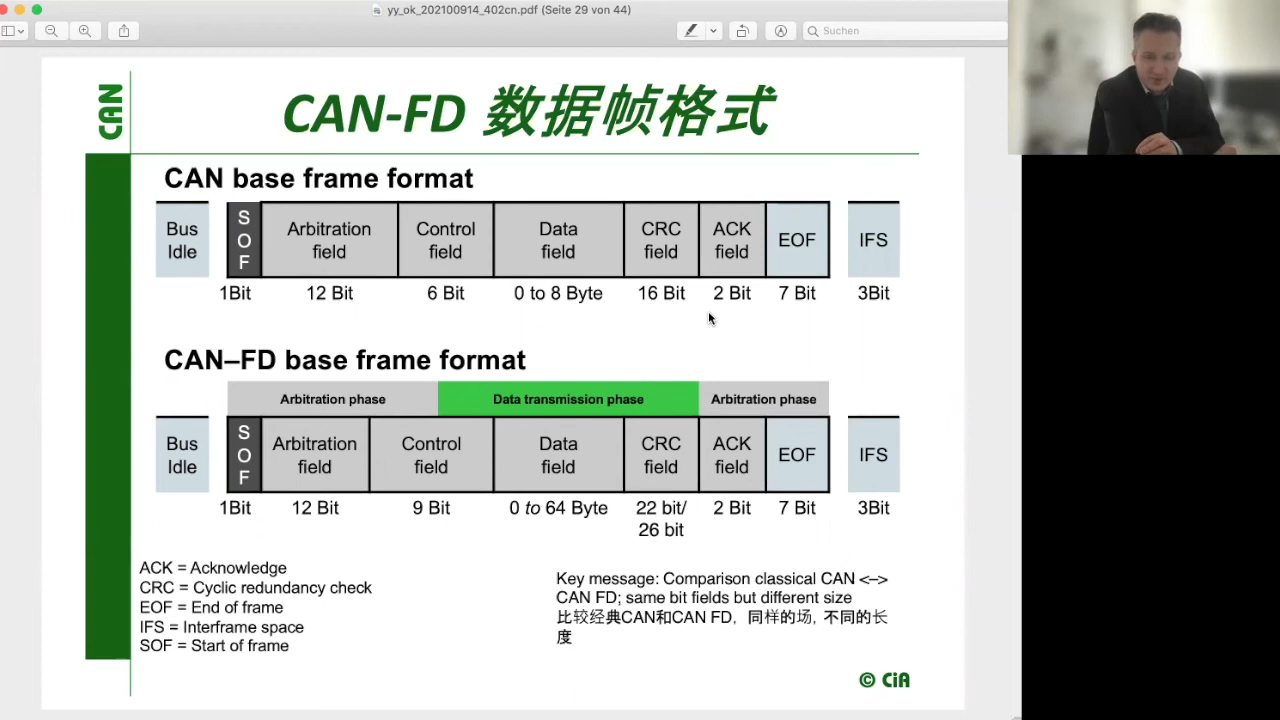 yy_ok_202100914_402cn.pdf (Seite 29 von 44)
Suchen
CAN
CAN-FD 数据帧格式
CAN base frame format
Bus Idle
SOF
Arbitration field
Control field
Data field
CRC field
ACK field
EOF
IFS
1Bit
12 Bit
6 Bit
0 to 8 Byte
16 Bit
2 Bit
7 Bit
3Bit
CAN–FD base frame format
Arbitration phase
Data transmission phase
Arbitration phase
Bus Idle
SOF
Arbitration field
Control field
Data field
CRC field
ACK field
EOF
IFS
1Bit
12 Bit
9 Bit
0 to 64 Byte
22 bit/
26 bit
2 Bit
7 Bit
3Bit
ACK = Acknowledge
CRC = Cyclic redundancy check
EOF = End of frame
IFS = Interframe space
SOF = Start of frame
Key message: Comparison classical CAN <–>
CAN FD; same bit fields but different size
比较经典CAN和CAN FD，同样的场, 不同的长
度
© CiA